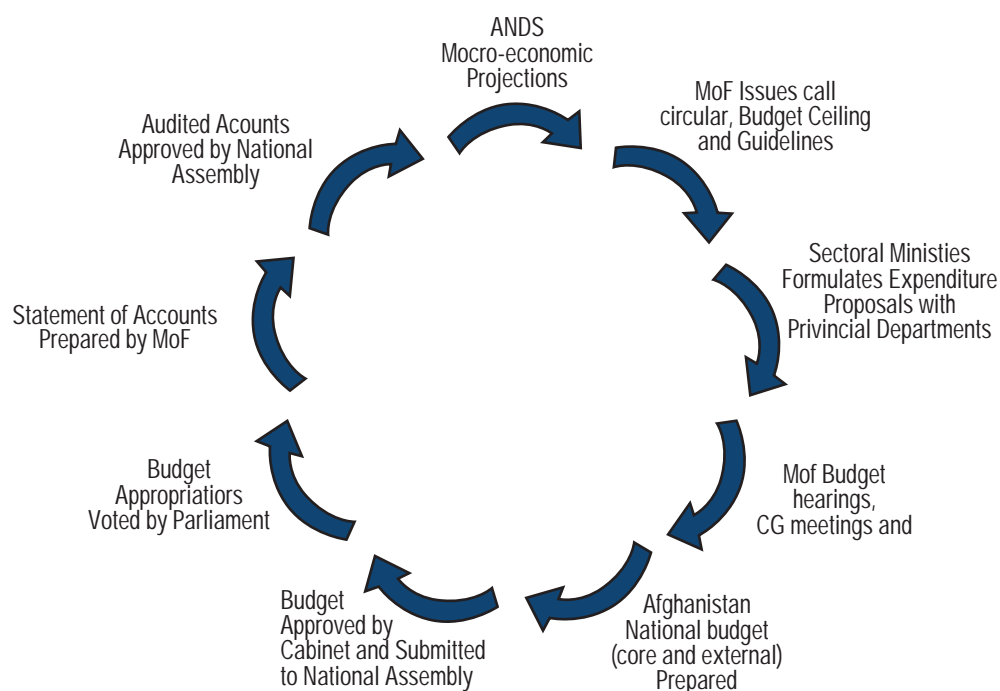 ANDS
Mocro-economic
Projections
MoF Issues call
circular, Budget Ceiling
and Guidelines
Sectoral Ministies
Formulates Expenditure
Proposals with
Privincial Departments
Mof Budget
hearings,
CG meetings and
Afghanistan
National budget
(core and external)
Prepared
Budget
Approved by
Cabinet and Submitted
to National Assembly
Budget
Appropriatiors
Voted by Parliament
Statement of Accounts
Prepared by MoF
Audited Acounts
Approved by National
Assembly